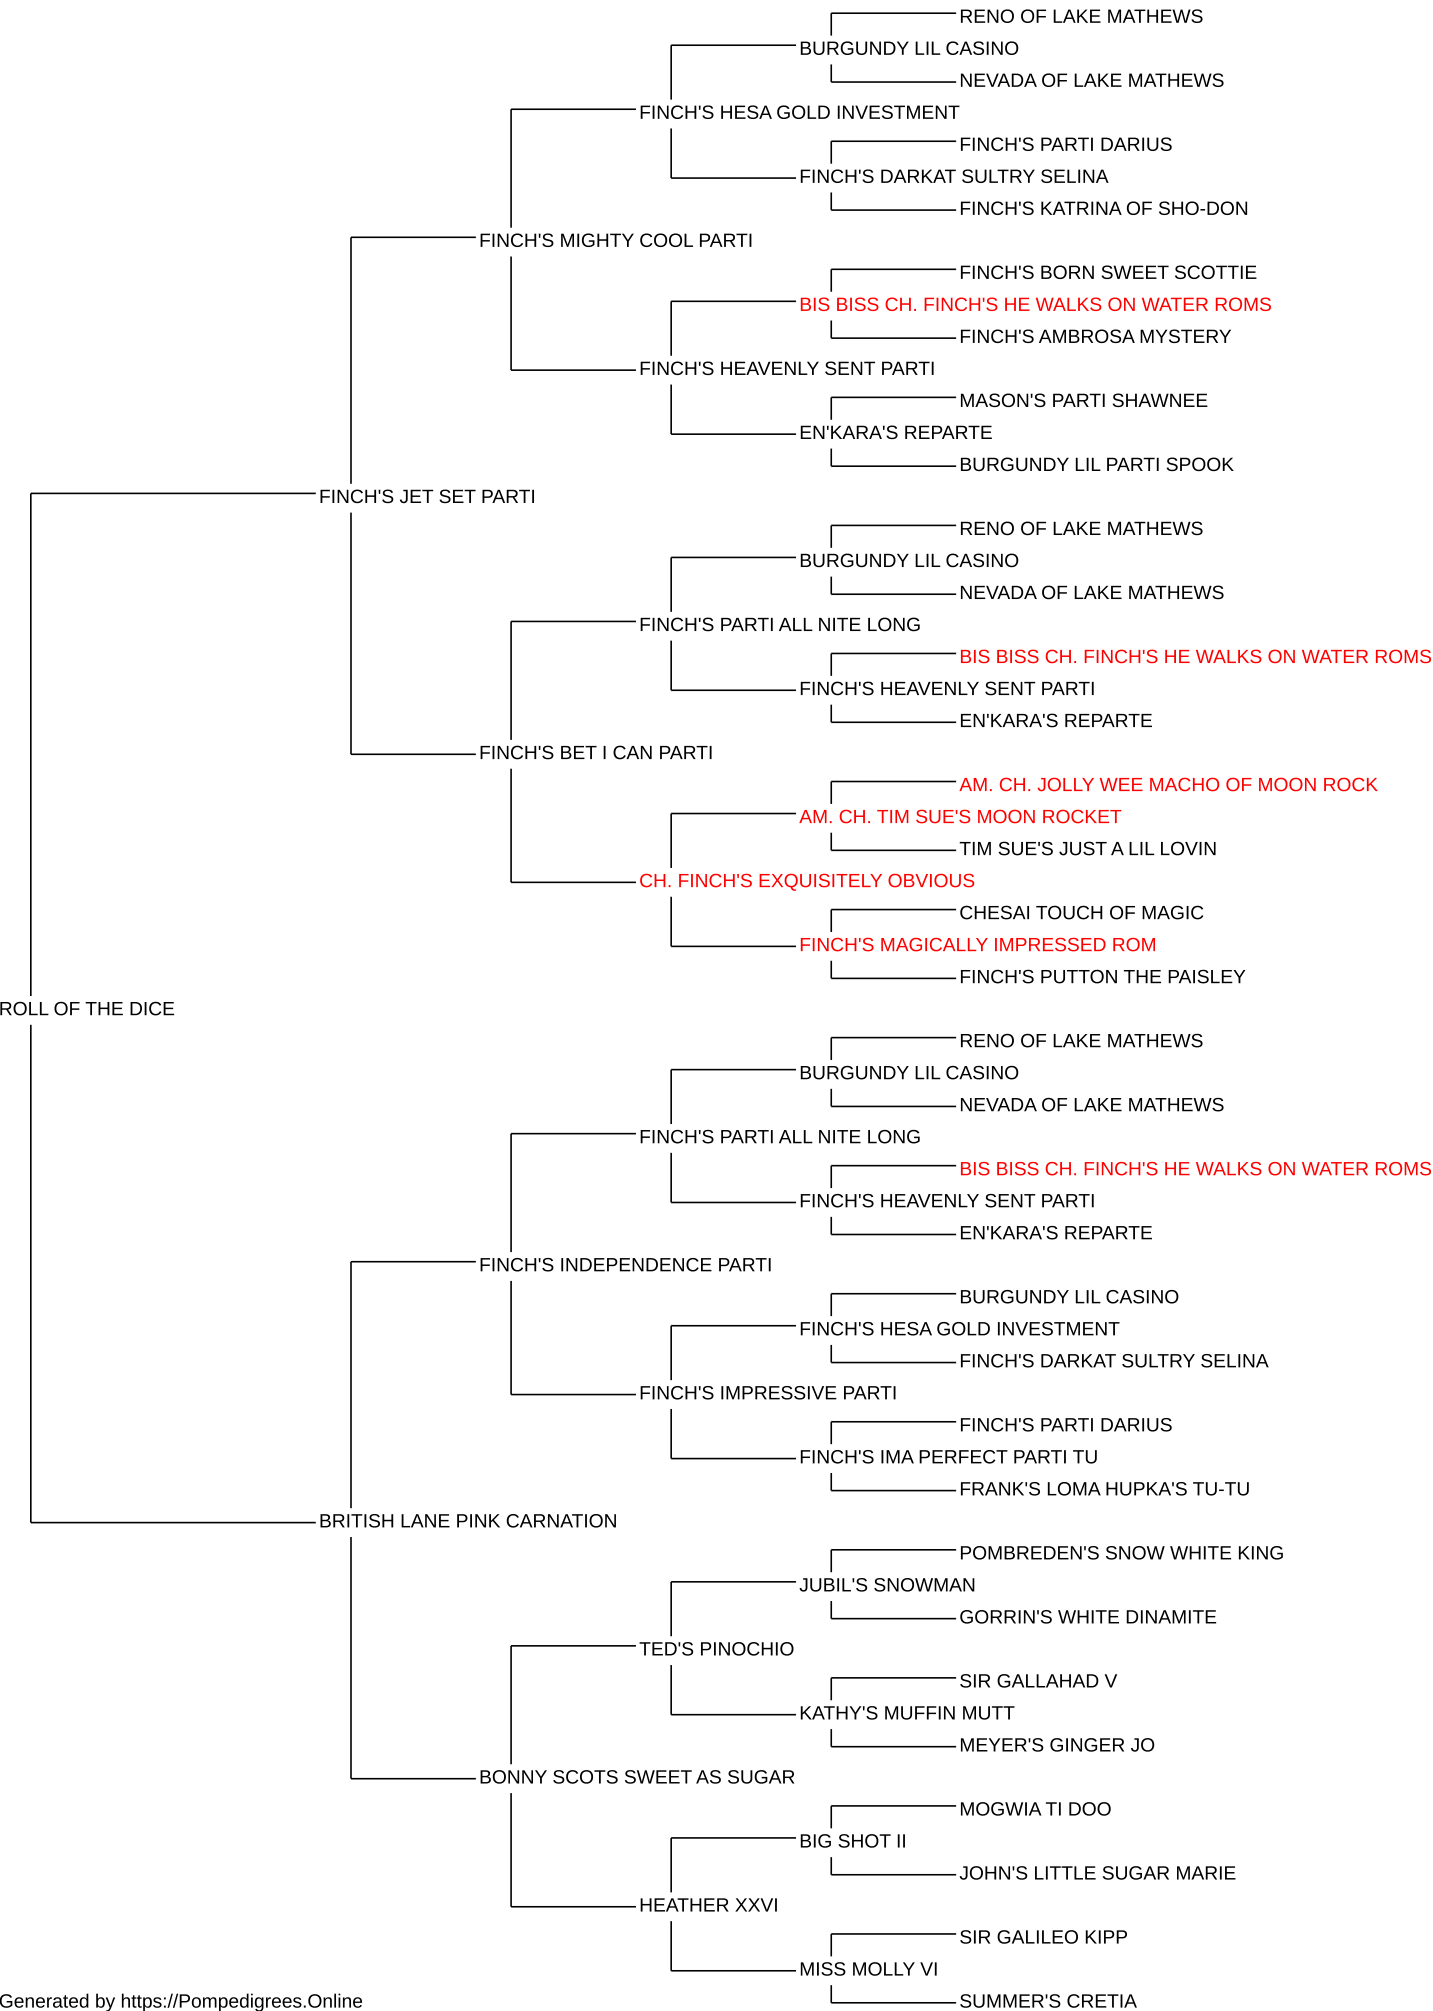 RENO OF LAKE MATHEWS
BURGUNDY LIL CASINO
NEVADA OF LAKE MATHEWS
FINCH'S HESA GOLD INVESTMENT
FINCH'S PARTI DARIUS
FINCH'S DARKAT SULTRY SELINA
FINCH'S KATRINA OF SHO-DON
FINCH'S MIGHTY COOL PARTI
FINCH'S BORN SWEET SCOTTIE
BIS BISS CH. FINCH'S HE WALKS ON WATER ROMS
FINCH'S AMBROSA MYSTERY
FINCH'S HEAVENLY SENT PARTI
MASON'S PARTI SHAWNEE
EN'KARA'S REPARTE
BURGUNDY LIL PARTI SPOOK
FINCH'S JET SET PARTI
RENO OF LAKE MATHEWS
BURGUNDY LIL CASINO
NEVADA OF LAKE MATHEWS
FINCH'S PARTI ALL NITE LONG
BIS BISS CH. FINCH'S HE WALKS ON WATER ROMS
FINCH'S HEAVENLY SENT PARTI
EN'KARA'S REPARTE
FINCH'S BET I CAN PARTI
AM. CH. JOLLY WEE MACHO OF MOON ROCK
AM. CH. TIM SUE'S MOON ROCKET
TIM SUE'S JUST A LIL LOVIN
CH. FINCH'S EXQUISITELY OBVIOUS
CHESAI TOUCH OF MAGIC
FINCH'S MAGICALLY IMPRESSED ROM
FINCH'S PUTTON THE PAISLEY
ROLL OF THE DICE
RENO OF LAKE MATHEWS
BURGUNDY LIL CASINO
NEVADA OF LAKE MATHEWS
FINCH'S PARTI ALL NITE LONG
BIS BISS CH. FINCH'S HE WALKS ON WATER ROMS
FINCH'S HEAVENLY SENT PARTI
EN'KARA'S REPARTE
FINCH'S INDEPENDENCE PARTI
BURGUNDY LIL CASINO
FINCH'S HESA GOLD INVESTMENT
FINCH'S DARKAT SULTRY SELINA
FINCH'S IMPRESSIVE PARTI
FINCH'S PARTI DARIUS
FINCH'S IMA PERFECT PARTI TU
FRANK'S LOMA HUPKA'S TU-TU
BRITISH LANE PINK CARNATION
POMBREDEN'S SNOW WHITE KING
JUBIL'S SNOWMAN
GORRIN'S WHITE DINAMITE
TED'S PINOCHIO
SIR GALLAHAD V
KATHY'S MUFFIN MUTT
MEYER'S GINGER JO
BONNY SCOTS SWEET AS SUGAR
MOGWIA TI DOO
BIG SHOT II
JOHN'S LITTLE SUGAR MARIE
HEATHER XXVI
SIR GALILEO KIPP
MISS MOLLY VI
SUMMER'S CRETIA
Generated by https://Pompedigrees.Online